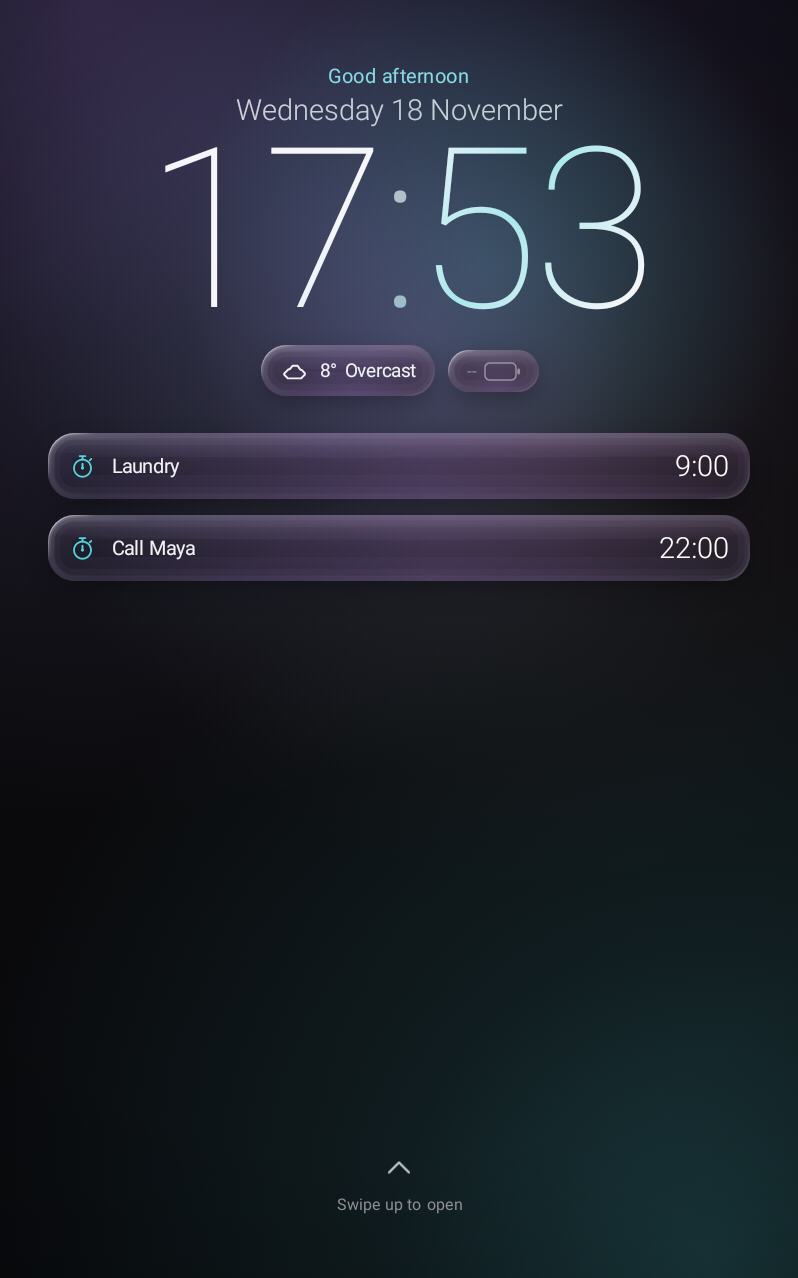 Good afternoon
Wednesday 18 November
17:53
8° Overcast
--
Laundry 9:00
Call Maya 22:00
Swipe up to open